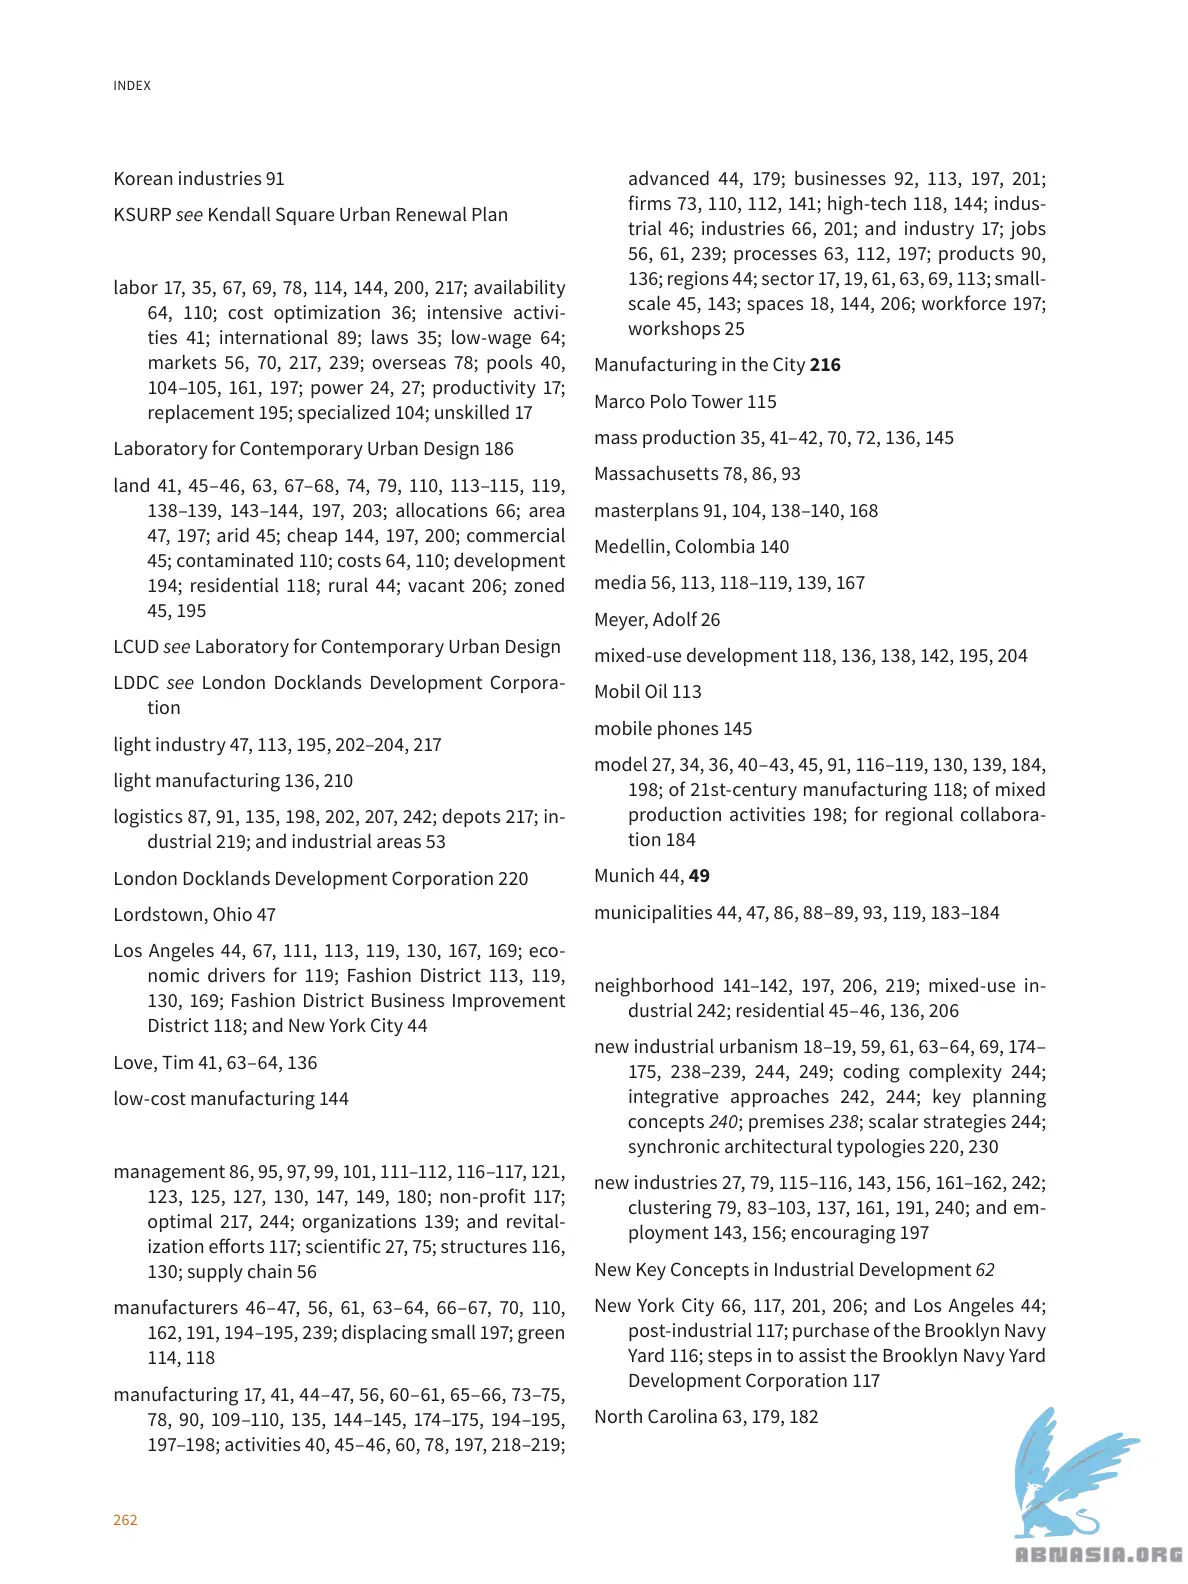 INDEX
Korean industries 91
KSURP see Kendall Square Urban Renewal Plan
labor 17, 35, 67, 69, 78, 114, 144, 200, 217; availability
64, 110; cost optimization 36; intensive activi-
ties 41; international 89; laws 35; low-wage 64;
markets 56, 70, 217, 239; overseas 78; pools 40,
104–105, 161, 197; power 24, 27; productivity 17;
replacement 195; specialized 104; unskilled 17
Laboratory for Contemporary Urban Design 186
land 41, 45–46, 63, 67–68, 74, 79, 110, 113–115, 119,
138–139, 143–144, 197, 203; allocations 66; area
47, 197; arid 45; cheap 144, 197, 200; commercial
45; contaminated 110; costs 64, 110; development
194; residential 118; rural 44; vacant 206; zoned
45, 195
LCUD see Laboratory for Contemporary Urban Design
LDDC see London Docklands Development Corpora-
tion
light industry 47, 113, 195, 202–204, 217
light manufacturing 136, 210
logistics 87, 91, 135, 198, 202, 207, 242; depots 217; in-
dustrial 219; and industrial areas 53
London Docklands Development Corporation 220
Lordstown, Ohio 47
Los Angeles 44, 67, 111, 113, 119, 130, 167, 169; eco-
nomic drivers for 119; Fashion District 113, 119,
130, 169; Fashion District Business Improvement
District 118; and New York City 44
Love, Tim 41, 63–64, 136
low-cost manufacturing 144
management 86, 95, 97, 99, 101, 111–112, 116–117, 121,
123, 125, 127, 130, 147, 149, 180; non-profit 117;
optimal 217, 244; organizations 139; and revital-
ization efforts 117; scientific 27, 75; structures 116,
130; supply chain 56
manufacturers 46–47, 56, 61, 63–64, 66–67, 70, 110,
162, 191, 194–195, 239; displacing small 197; green
114, 118
manufacturing 17, 41, 44–47, 56, 60–61, 65–66, 73–75,
78, 90, 109–110, 135, 144–145, 174–175, 194–195,
197–198; activities 40, 45–46, 60, 78, 197, 218–219;
advanced 44, 179; businesses 92, 113, 197, 201;
firms 73, 110, 112, 141; high-tech 118, 144; indus-
trial 46; industries 66, 201; and industry 17; jobs
56, 61, 239; processes 63, 112, 197; products 90,
136; regions 44; sector 17, 19, 61, 63, 69, 113; small-
scale 45, 143; spaces 18, 144, 206; workforce 197;
workshops 25
Manufacturing in the City 216
Marco Polo Tower 115
mass production 35, 41–42, 70, 72, 136, 145
Massachusetts 78, 86, 93
masterplans 91, 104, 138–140, 168
Medellin, Colombia 140
media 56, 113, 118–119, 139, 167
Meyer, Adolf 26
mixed-use development 118, 136, 138, 142, 195, 204
Mobil Oil 113
mobile phones 145
model 27, 34, 36, 40–43, 45, 91, 116–119, 130, 139, 184,
198; of 21st-century manufacturing 118; of mixed
production activities 198; for regional collabora-
tion 184
Munich 44, 49
municipalities 44, 47, 86, 88–89, 93, 119, 183–184
neighborhood 141–142, 197, 206, 219; mixed-use in-
dustrial 242; residential 45–46, 136, 206
new industrial urbanism 18–19, 59, 61, 63–64, 69, 174–
175, 238–239, 244, 249; coding complexity 244;
integrative approaches 242, 244; key planning
concepts 240; premises 238; scalar strategies 244;
synchronic architectural typologies 220, 230
new industries 27, 79, 115–116, 143, 156, 161–162, 242;
clustering 79, 83–103, 137, 161, 191, 240; and em-
ployment 143, 156; encouraging 197
New Key Concepts in Industrial Development 62
New York City 66, 117, 201, 206; and Los Angeles 44;
post-industrial 117; purchase of the Brooklyn Navy
Yard 116; steps in to assist the Brooklyn Navy Yard
Development Corporation 117
North Carolina 63, 179, 182
262
ABNASIA.ORG